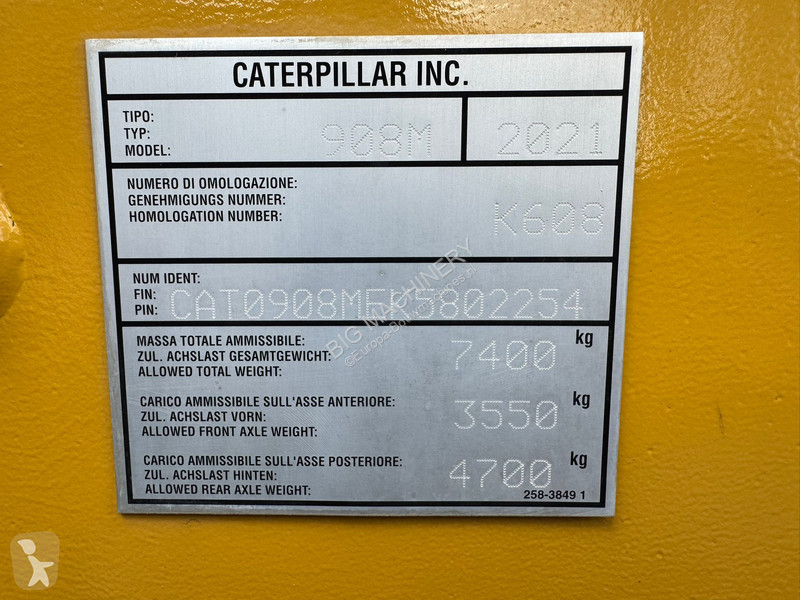 CATERPILLAR INC.
TIPO:
TYP:
MODEL: 908M 2021
NUMERO DI OMOLOGAZIONE:
GENEHMIGUNGS NUMMER:
HOMOLOGATION NUMBER: K608
NUM IDENT:
FIN:
PIN:
MASSA TOTALE AMMISSIBILE: kg
ZUL. ACHSLAST GESAMTGEWICHT: 7400
ALLOWED TOTAL WEIGHT:
CARICO AMMISSIBILE SULL'ASSE ANTERIORE: kg
ZUL. ACHSLAST VORN: 3550
ALLOWED FRONT AXLE WEIGHT:
CARICO AMMISSIBILE SULL'ASSE POSTERIORE: kg
ZUL. ACHSLAST HINTEN: 4700
ALLOWED REAR AXLE WEIGHT:
258-3849 1
BIG MACHINERY